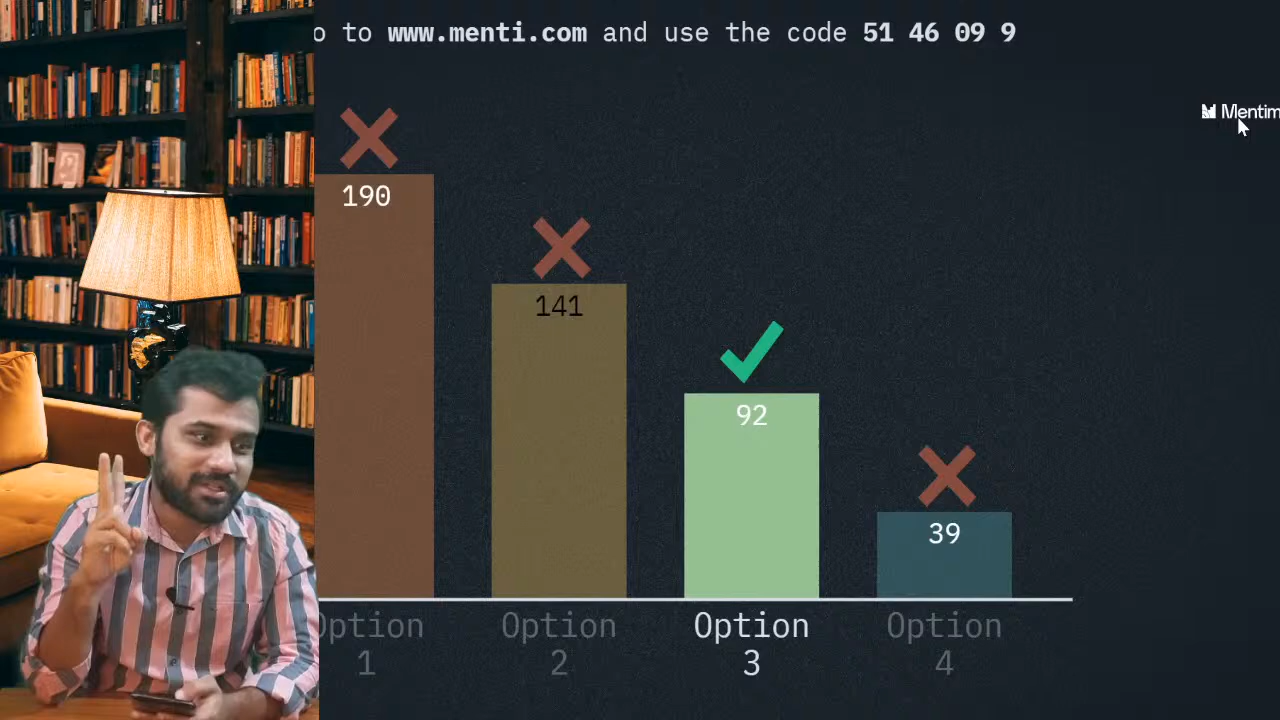 o to www.menti.com and use the code 51 46 09 9
Mentim
190
141
92
39
Option 1
Option 2
Option 3
Option 4